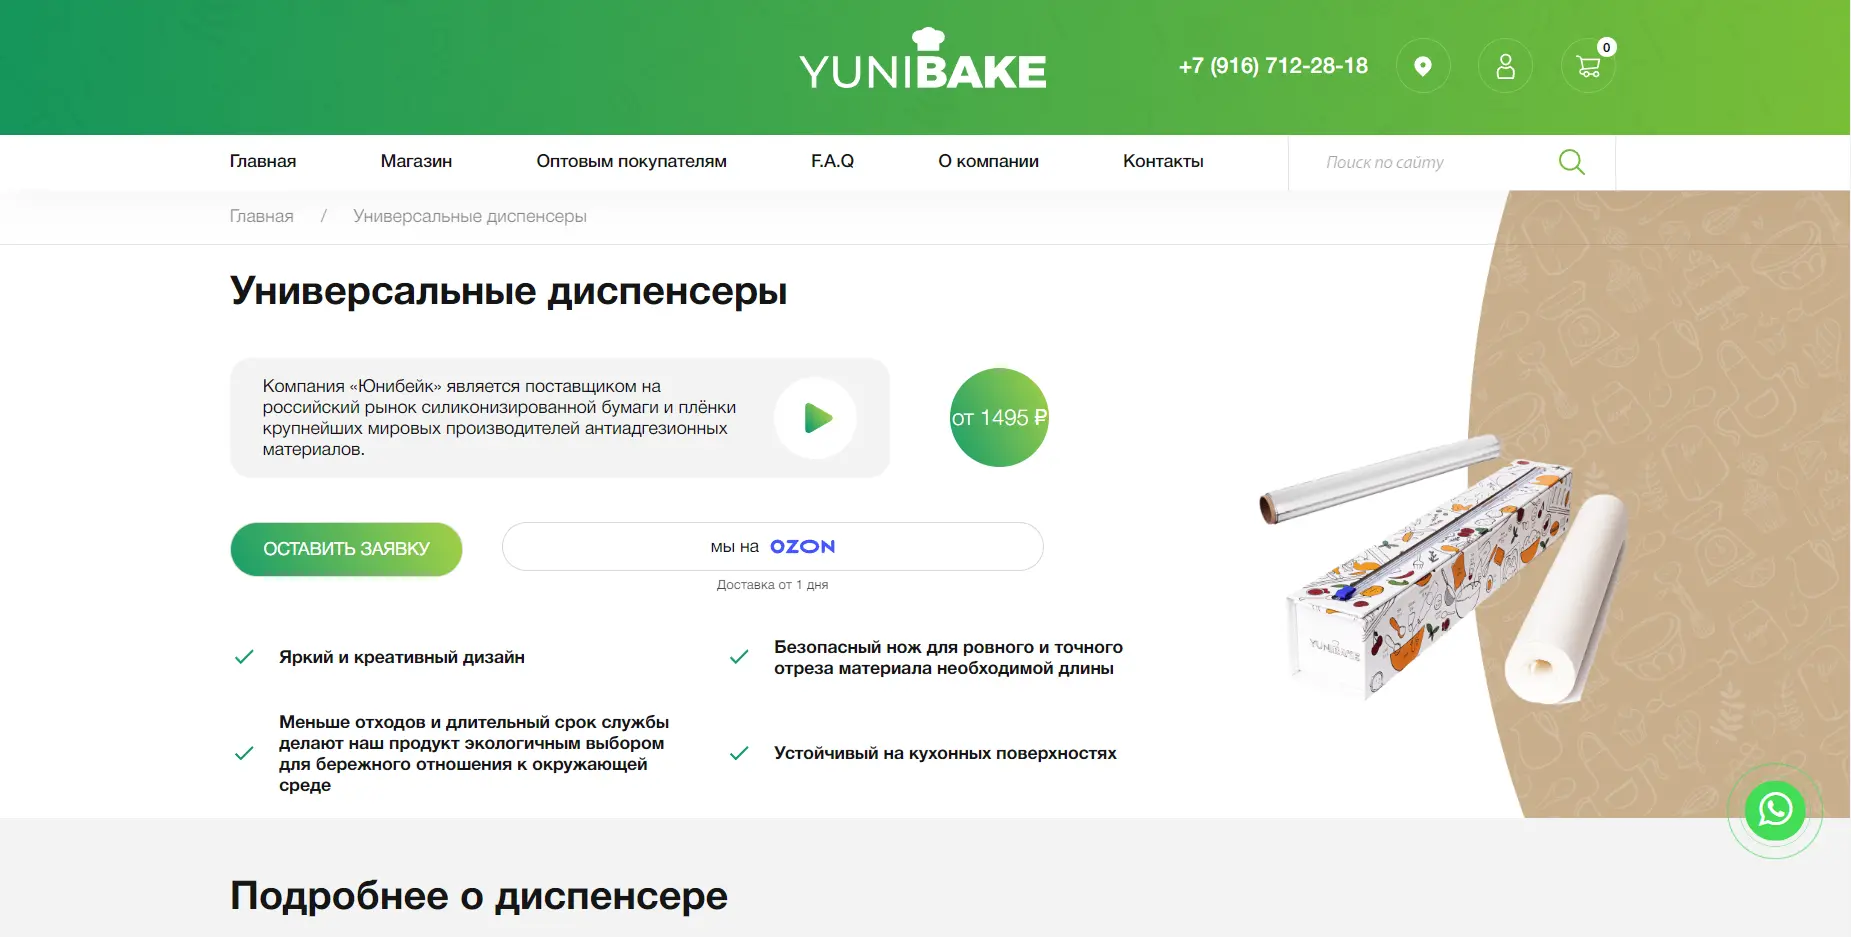 YUNIBAKE
+7 (916) 712-28-18
0
Главная
Магазин
Оптовым покупателям
F.A.Q
О компании
Контакты
Поиск по сайту
Главная / Универсальные диспенсеры
Универсальные диспенсеры
Компания «Юнибейк» является поставщиком на
российский рынок силиконизированной бумаги и плёнки
крупнейших мировых производителей антиадгезионных
материалов.
от 1495 ₽
ОСТАВИТЬ ЗАЯВКУ
мы на OZON
Доставка от 1 дня
Яркий и креативный дизайн
Безопасный нож для ровного и точного
отреза материала необходимой длины
Меньше отходов и длительный срок службы
делают наш продукт экологичным выбором
для бережного отношения к окружающей
среде
Устойчивый на кухонных поверхностях
YUNIBAKE
Подробнее о диспенсере